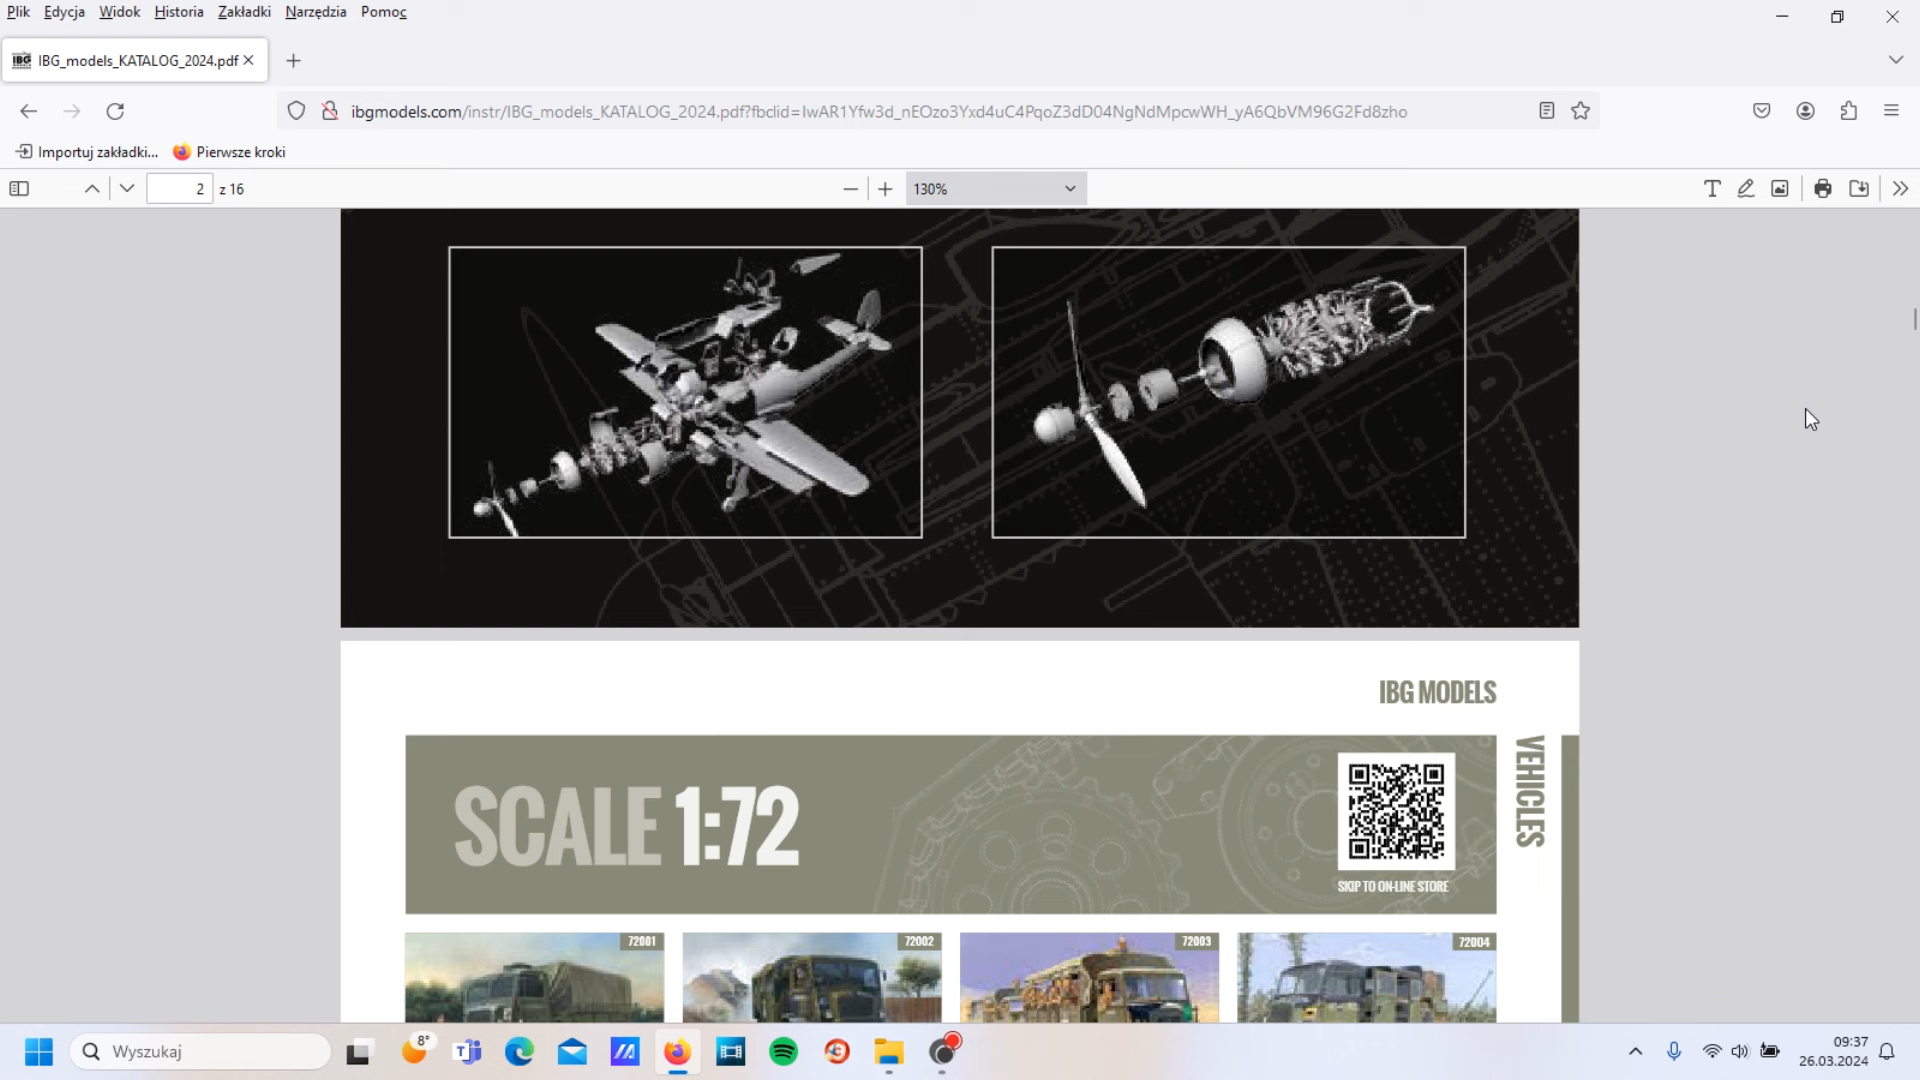 Plik Edycja Widok Historia Zakładki Narzędzia Pomoc
IBG_models_KATALOG_2024.pdf
ibgmodels.com/instr/IBG_models_KATALOG_2024.pdf?fbclid=IwAR1Yfw3d_nEOzo3Yxd4uC4PqoZ3dD04NgNdMpcwWH_yA6QbVM96G2Fd8zho
Importuj zakładki... Pierwsze kroki
2 z 16 130%
IBG MODELS
SCALE 1:72
VEHICLES
SKIP TO ON-LINE STORE
72001 72002 72003 72004
Wyszukaj
8°
09:37
26.03.2024